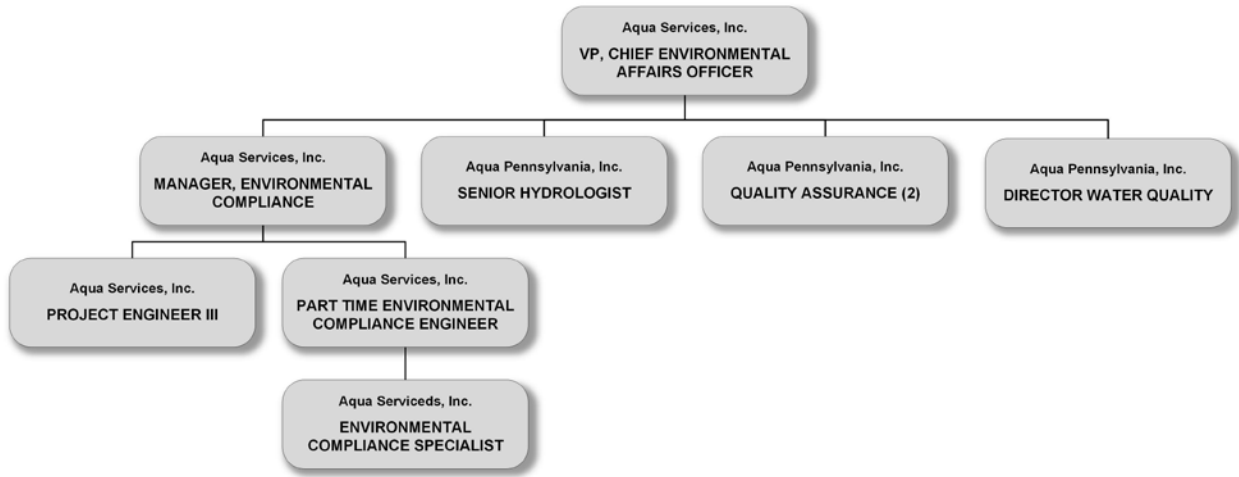 Aqua Services, Inc.
VP, CHIEF ENVIRONMENTAL
AFFAIRS OFFICER
Aqua Services, Inc.
MANAGER, ENVIRONMENTAL
COMPLIANCE
Aqua Pennsylvania, Inc.
SENIOR HYDROLOGIST
Aqua Pennsylvania, Inc.
QUALITY ASSURANCE (2)
Aqua Pennsylvania, Inc.
DIRECTOR WATER QUALITY
Aqua Services, Inc.
PROJECT ENGINEER III
Aqua Services, Inc.
PART TIME ENVIRONMENTAL
COMPLIANCE ENGINEER
Aqua Serviceds, Inc.
ENVIRONMENTAL
COMPLIANCE SPECIALIST